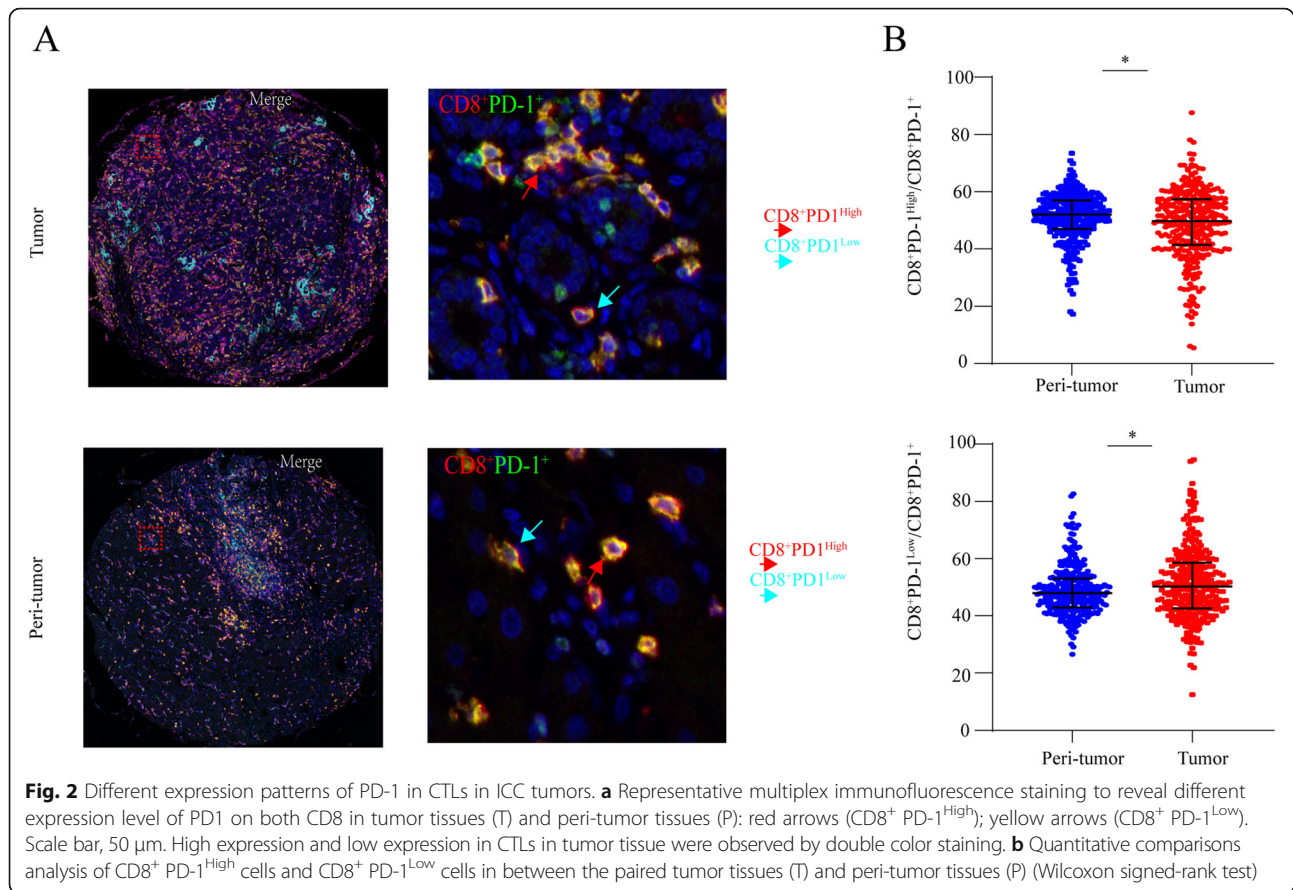 A
B
Merge
CD8⁺PD-1⁺
Tumor
CD8⁺PD1ᴴⁱᵍʰ
CD8⁺PD1ᴸᵒʷ
*
CD8⁺PD-1ᴴⁱᵍʰ/CD8⁺PD-1⁺
100
80
60
40
20
0
Peri-tumor
Tumor
Merge
CD8⁺PD-1⁺
Peri-tumor
CD8⁺PD1ᴴⁱᵍʰ
CD8⁺PD1ᴸᵒʷ
*
CD8⁺PD-1ᴸᵒʷ/CD8⁺PD-1⁺
100
80
60
40
20
0
Peri-tumor
Tumor
Fig. 2 Different expression patterns of PD-1 in CTLs in ICC tumors. a Representative multiplex immunofluorescence staining to reveal different
expression level of PD1 on both CD8 in tumor tissues (T) and peri-tumor tissues (P): red arrows (CD8⁺ PD-1ᴴⁱᵍʰ); yellow arrows (CD8⁺ PD-1ᴸᵒʷ).
Scale bar, 50 μm. High expression and low expression in CTLs in tumor tissue were observed by double color staining. b Quantitative comparisons
analysis of CD8⁺ PD-1ᴴⁱᵍʰ cells and CD8⁺ PD-1ᴸᵒʷ cells in between the paired tumor tissues (T) and peri-tumor tissues (P) (Wilcoxon signed-rank test)